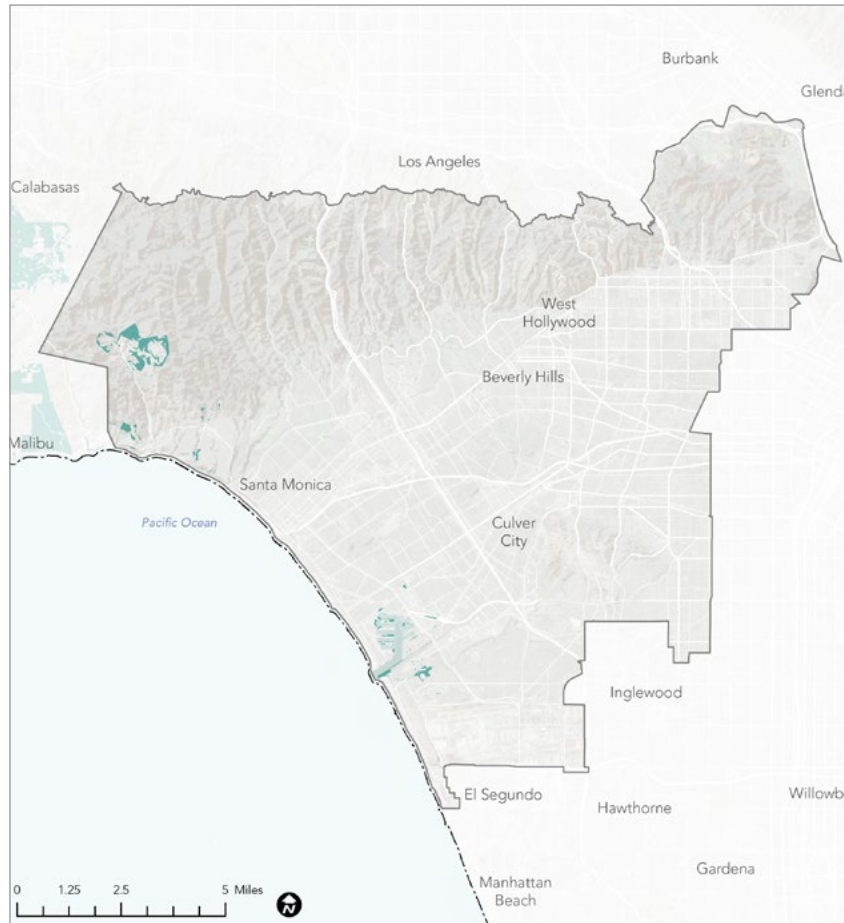 Burbank
Glenda
Los Angeles
Calabasas
West
Hollywood
Beverly Hills
Malibu
Santa Monica
Pacific Ocean
Culver
City
Inglewood
El Segundo
Hawthorne
Willowb
Gardena
Manhattan
Beach
0 1.25 2.5 5 Miles
N